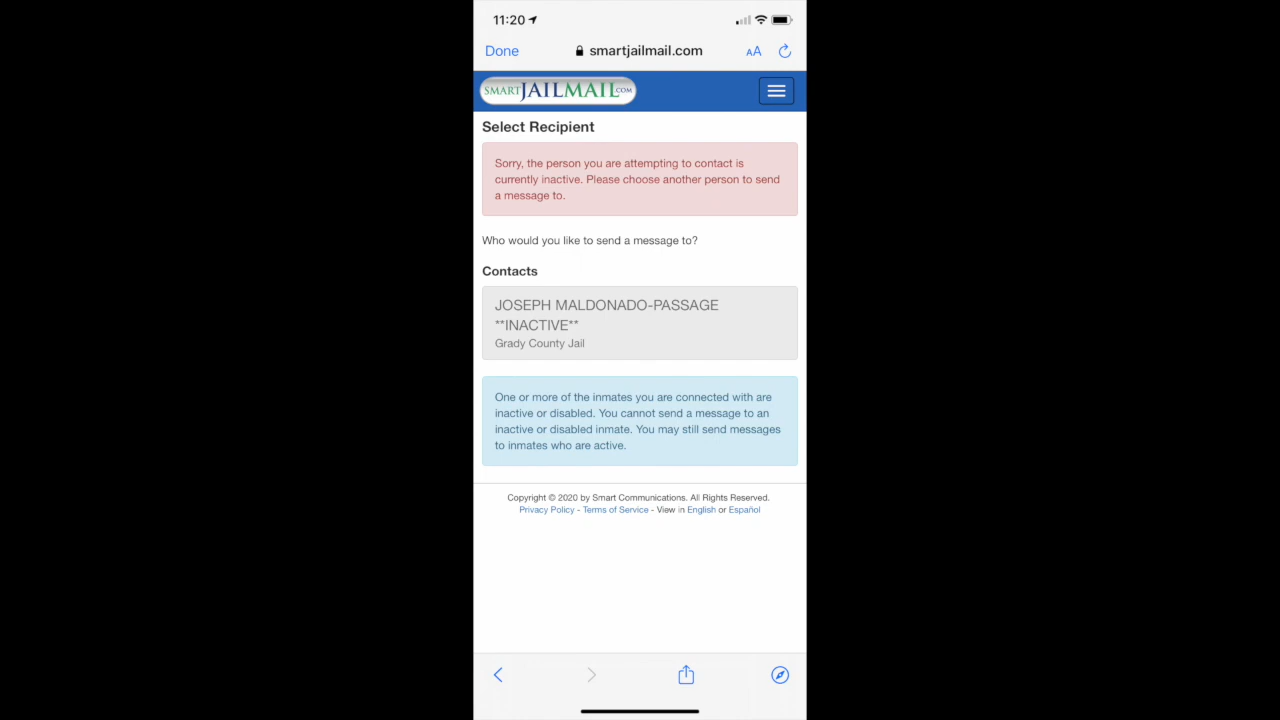 11:20
Done
smartjailmail.com
AA
SMARTJAILMAIL.COM
Select Recipient
Sorry, the person you are attempting to contact is
currently inactive. Please choose another person to send
a message to.
Who would you like to send a message to?
Contacts
JOSEPH MALDONADO-PASSAGE
**INACTIVE**
Grady County Jail
One or more of the inmates you are connected with are
inactive or disabled. You cannot send a message to an
inactive or disabled inmate. You may still send messages
to inmates who are active.
Copyright © 2020 by Smart Communications. All Rights Reserved.
Privacy Policy - Terms of Service - View in English or Español